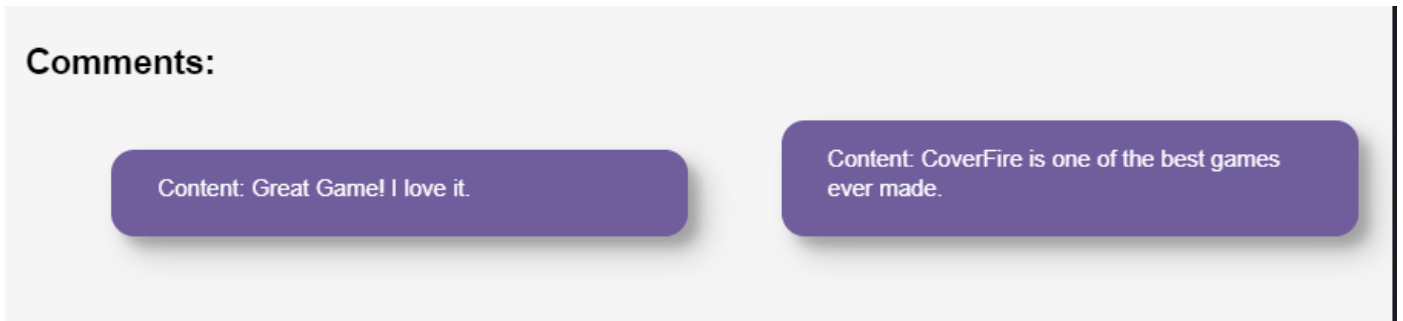 Comments:
Content: Great Game! I love it.
Content: CoverFire is one of the best games
ever made.